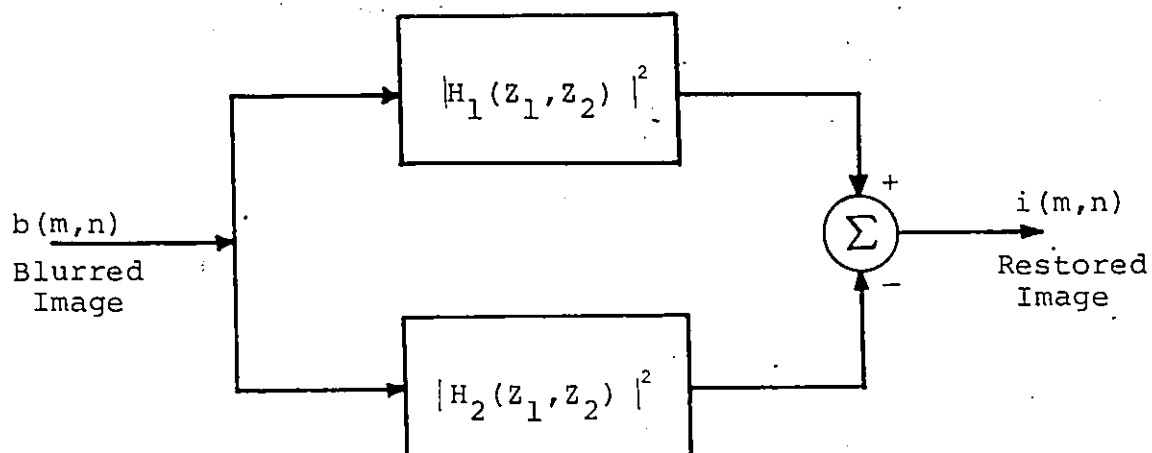 |H₁(Z₁,Z₂) |²
+
b(m,n)
i(m,n)
Σ
Blurred
Image
Restored
Image
−
|H₂(Z₁,Z₂) |²